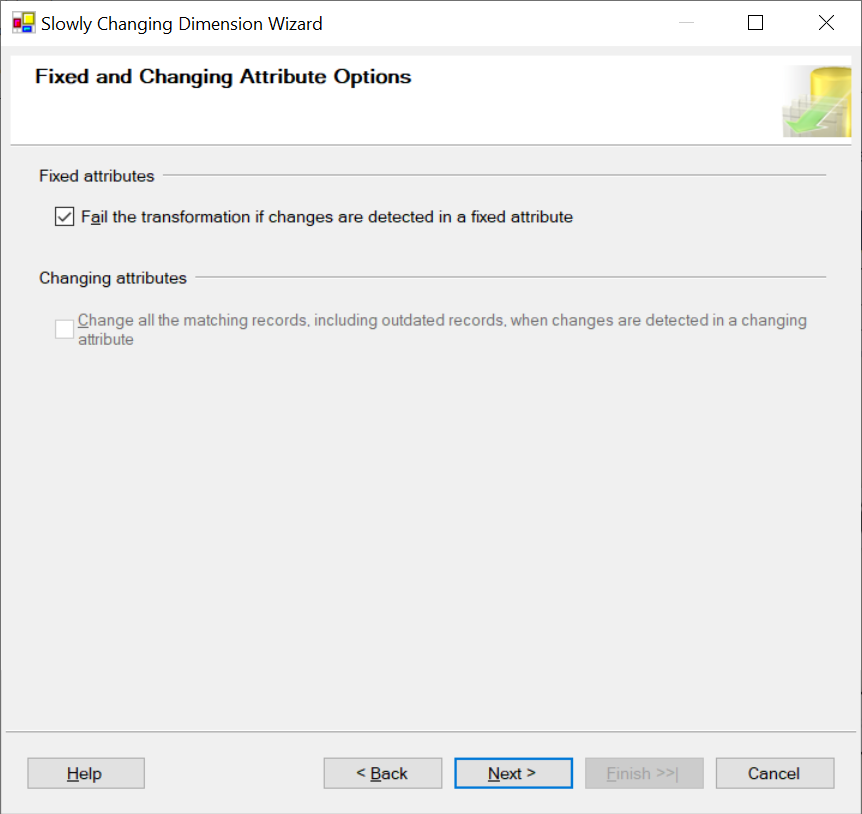 Slowly Changing Dimension Wizard
Fixed and Changing Attribute Options
Fixed attributes
Fail the transformation if changes are detected in a fixed attribute
Changing attributes
Change all the matching records, including outdated records, when changes are detected in a changing
attribute
Help
< Back
Next >
Finish >>|
Cancel